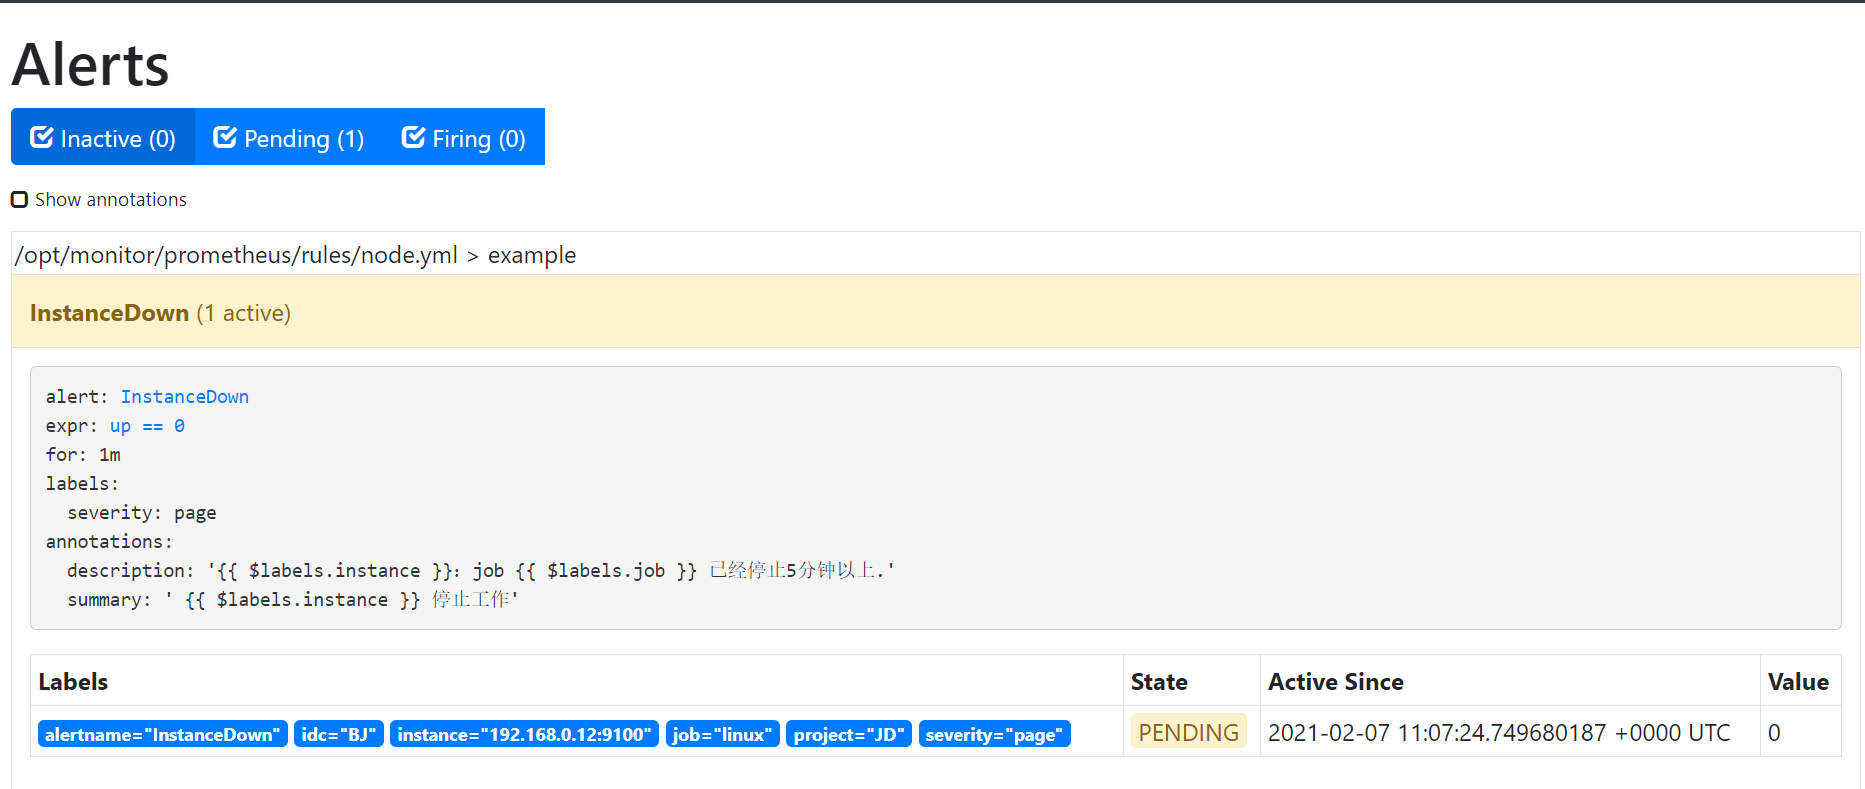 Alerts
Inactive (0) Pending (1) Firing (0)
Show annotations
/opt/monitor/prometheus/rules/node.yml > example
InstanceDown (1 active)
alert: InstanceDown
expr: up == 0
for: 1m
labels:
  severity: page
annotations:
  description: '{{ $labels.instance }}: job {{ $labels.job }} 已经停止5分钟以上.'
  summary: ' {{ $labels.instance }} 停止工作'
Labels State Active Since Value
alertname="InstanceDown" idc="BJ" instance="192.168.0.12:9100" job="linux" project="JD" severity="page" PENDING 2021-02-07 11:07:24.749680187 +0000 UTC 0